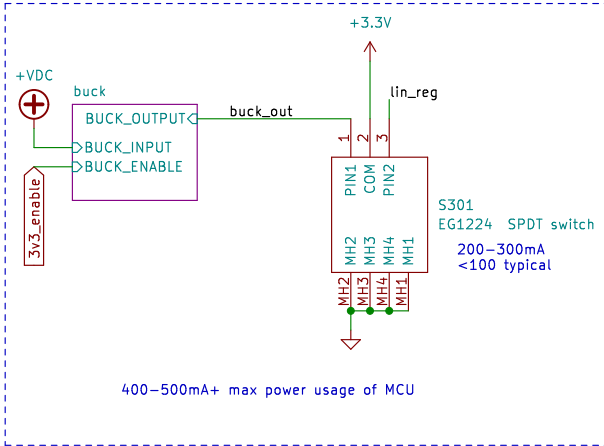 +3.3V
+VDC
buck
lin_reg
BUCK_OUTPUT
buck_out
BUCK_INPUT
BUCK_ENABLE
3v3_enable
1
2
3
PIN1
COM
PIN2
S301
EG1224 SPDT switch
200-300mA
<100 typical
MH2
MH3
MH4
MH1
MH2
MH3
MH4
MH1
400-500mA+ max power usage of MCU